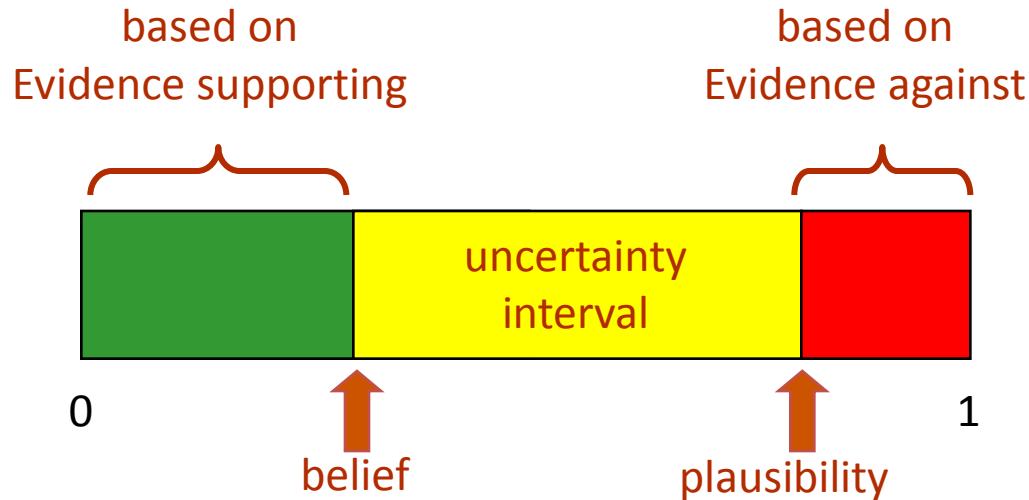 based on
Evidence supporting
based on
Evidence against
uncertainty
interval
0
1
belief
plausibility